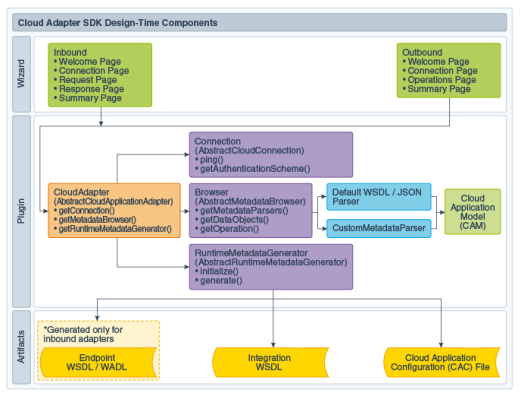 Cloud Adapter SDK Design-Time Components
Wizard
Inbound
• Welcome Page
• Connection Page
• Request Page
• Response Page
• Summary Page
Outbound
• Welcome Page
• Connection Page
• Operations Page
• Summary Page
Plugin
Connection
(AbstractCloudConnection)
• ping()
• getAuthenticationScheme()
CloudAdapter
(AbstractCloudApplicationAdapter)
• getConnection()
• getMetadataBrowser()
• getRuntimeMetadataGenerator()
Browser
(AbstractMetadataBrowser)
• getMetadataParsers()
• getDataObjects()
• getOperation()
Default WSDL / JSON
Parser
CustomMetadataParser
Cloud
Application
Model
(CAM)
RuntimeMetadataGenerator
(AbstractRuntimeMetadataGenerator)
• initialize()
• generate()
Artifacts
*Generated only for
inbound adapters
Endpoint
WSDL / WADL
Integration
WSDL
Cloud Application
Configuration (CAC) File